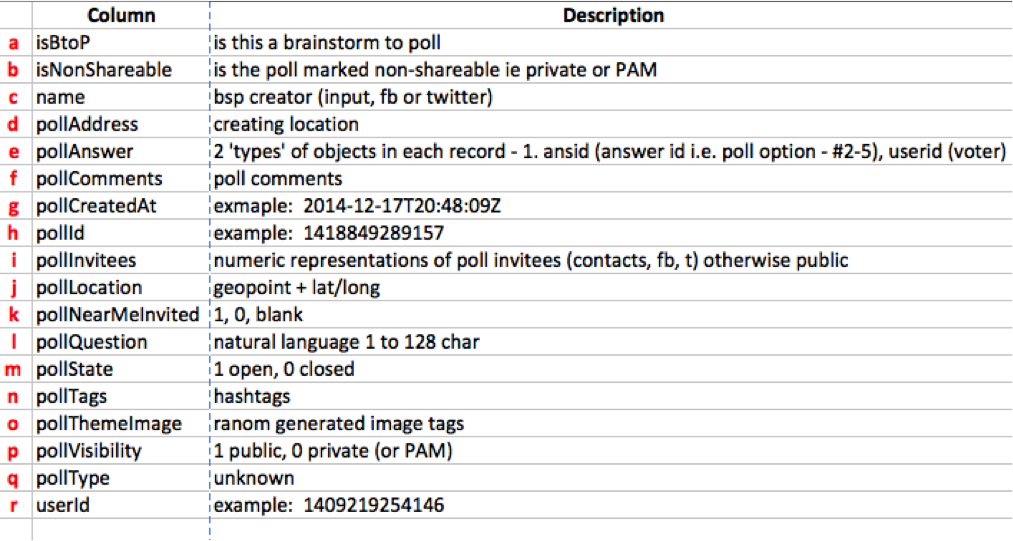 Column Description
a isBtoP is this a brainstorm to poll
b isNonShareable is the poll marked non-shareable ie private or PAM
c name bsp creator (input, fb or twitter)
d pollAddress creating location
e pollAnswer 2 'types' of objects in each record - 1. ansid (answer id i.e. poll option - #2-5), userid (voter)
f pollComments poll comments
g pollCreatedAt exmaple: 2014-12-17T20:48:09Z
h pollId example: 1418849289157
i pollInvitees numeric representations of poll invitees (contacts, fb, t) otherwise public
j pollLocation geopoint + lat/long
k pollNearMeInvited 1, 0, blank
l pollQuestion natural language 1 to 128 char
m pollState 1 open, 0 closed
n pollTags hashtags
o pollThemeImage ranom generated image tags
p pollVisibility 1 public, 0 private (or PAM)
q pollType unknown
r userId example: 1409219254146